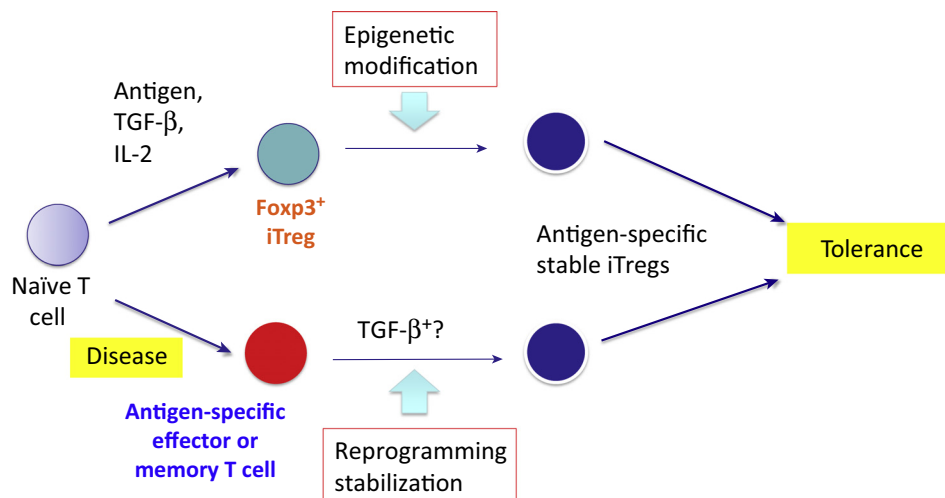 Epigenetic
modification
Antigen,
TGF-β,
IL-2
Foxp3⁺
iTreg
Naïve T
cell
Antigen-specific
stable iTregs
Tolerance
Disease
TGF-β⁺?
Antigen-specific
effector or
memory T cell
Reprogramming
stabilization